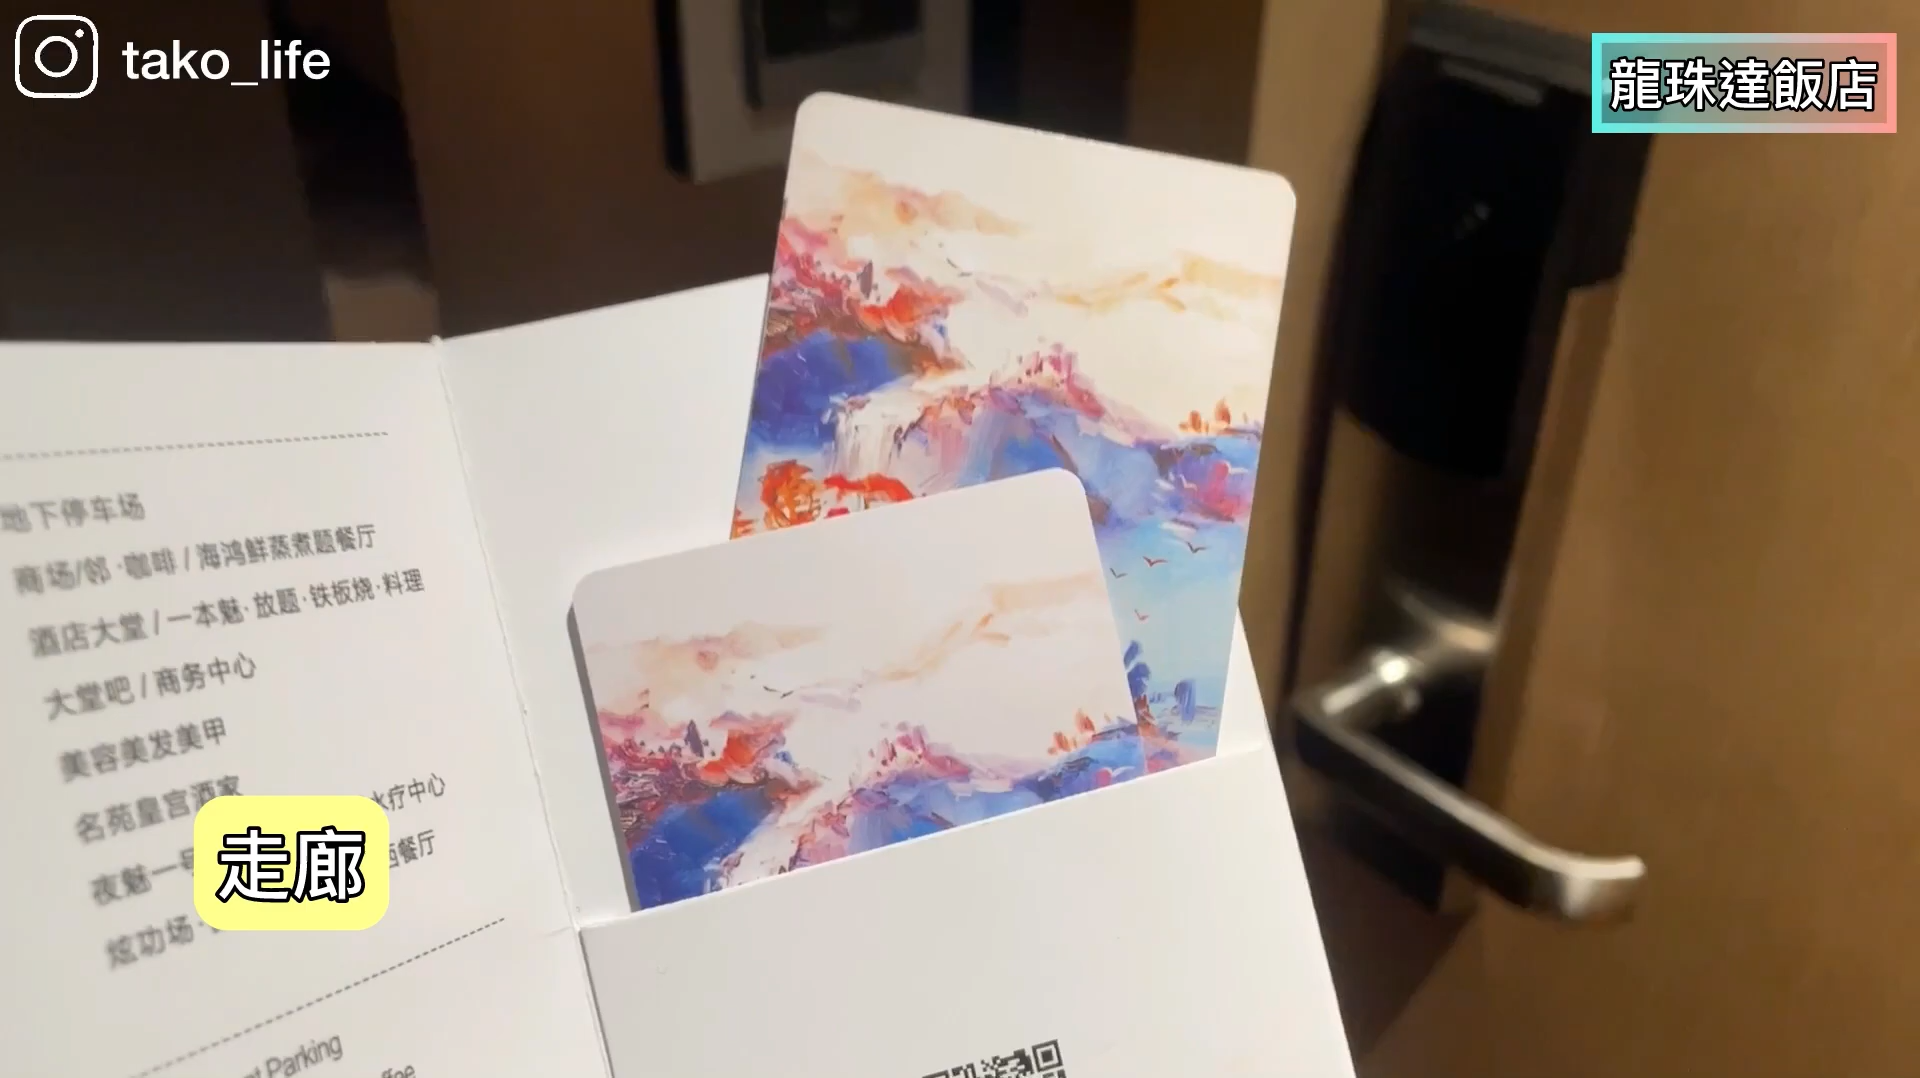 tako_life
龍珠達飯店
地下停车场
商场/邻·咖啡 / 海鸿鲜蒸煮题餐厅
酒店大堂 / 一本魅·放题·铁板烧·料理
大堂吧 / 商务中心
美容美发美甲
名苑皇宫酒家
水疗中心
夜魅一号
西餐厅
炫功场·
走廊
Parking